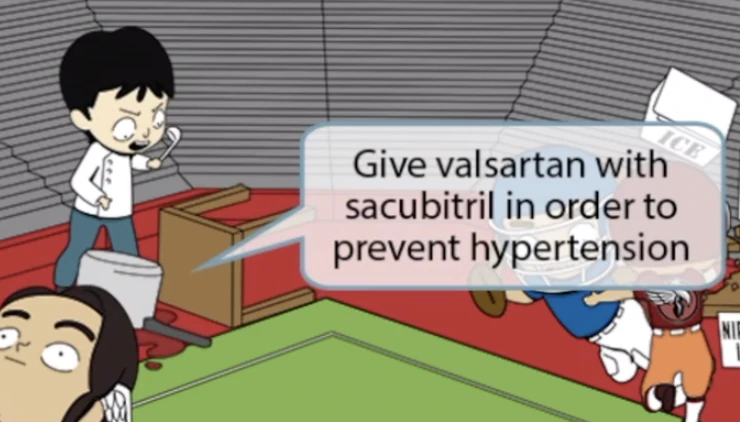 ICE
Give valsartan with
sacubitril in order to
prevent hypertension